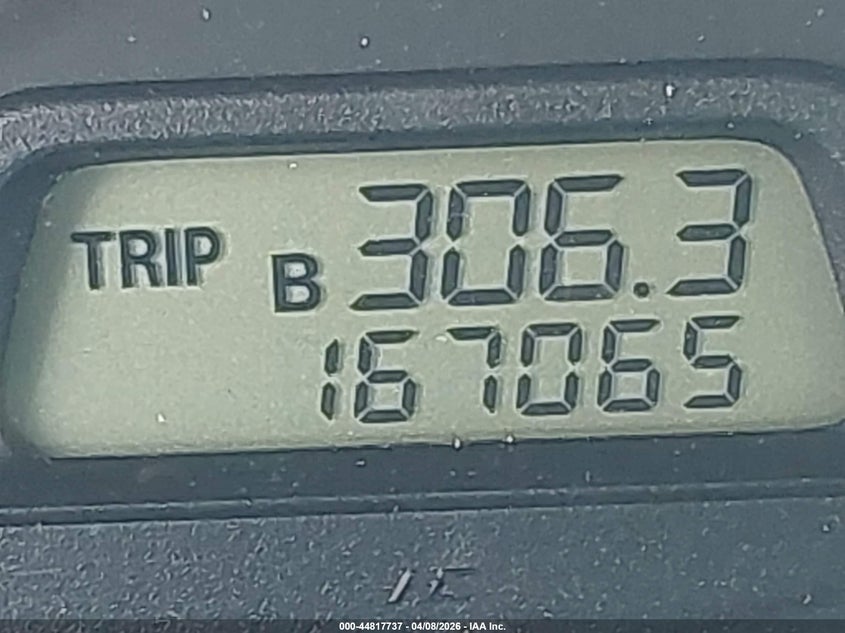 TRIP B 306.3
167065
000-44817737 - 04/08/2026 - IAA Inc.